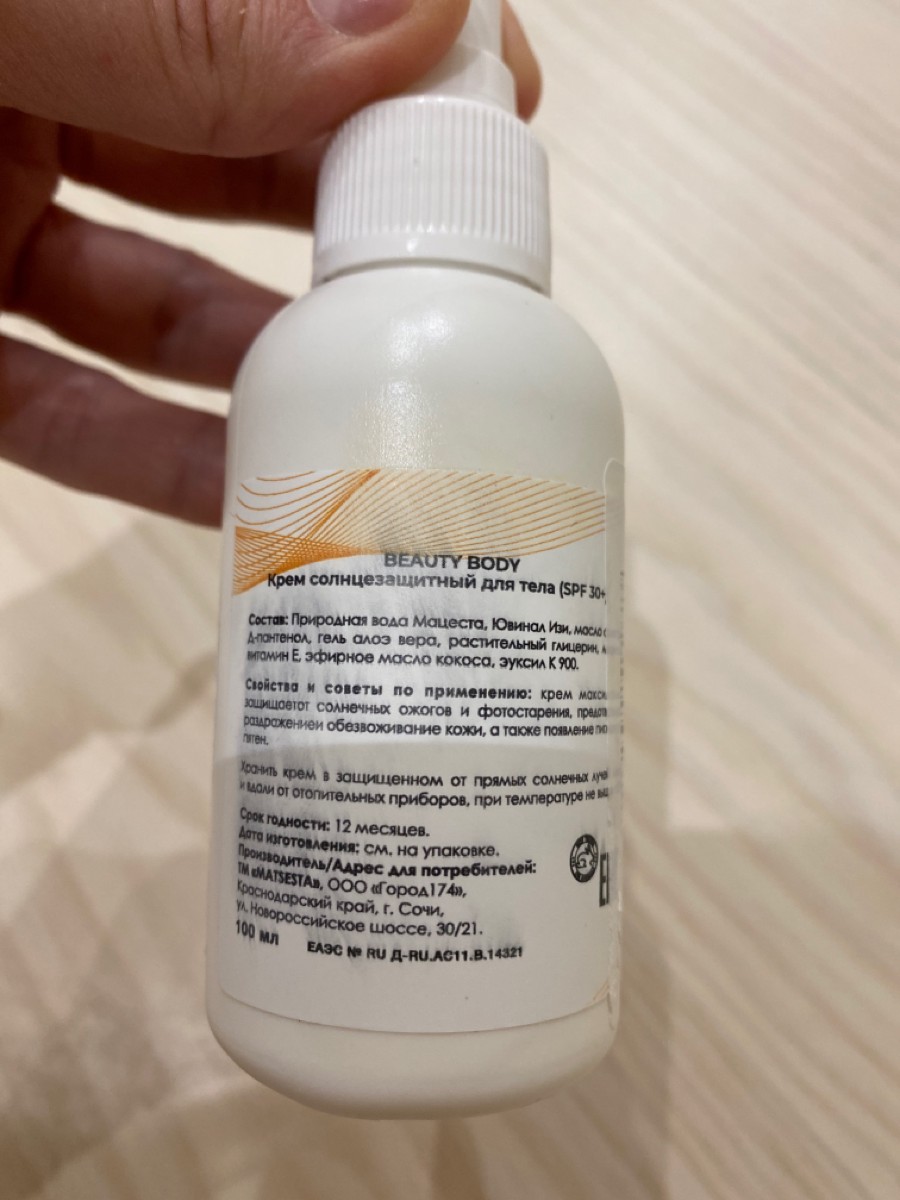 BEAUTY BODY
Крем солнцезащитный для тела (SPF 30+
Состав: Природная вода Мацеста, Ювинал Изи, масло
Д-пантенол, гель алоэ вера, растительный глицерин,
витамин Е, эфирное масло кокоса, эуксил К 900.
Свойства и советы по применению: крем
защищаетот солнечных ожогов и фотостарения,
раздражениеи обезвоживание кожи, а также появление
пятен.
Хранить крем в защищенном от прямых солнечных
и вдали от отопительных приборов, при температуре не
Срок годности: 12 месяцев.
Дата изготовления: см. на упаковке.
Производитель/Адрес для потребителей:
ТМ «MATSESTA», ООО «Город174»,
Краснодарский край, г. Сочи,
ул. Новороссийское шоссе, 30/21.
100 мл
ЕАЭС № RU Д-RU.АС11.В.14321